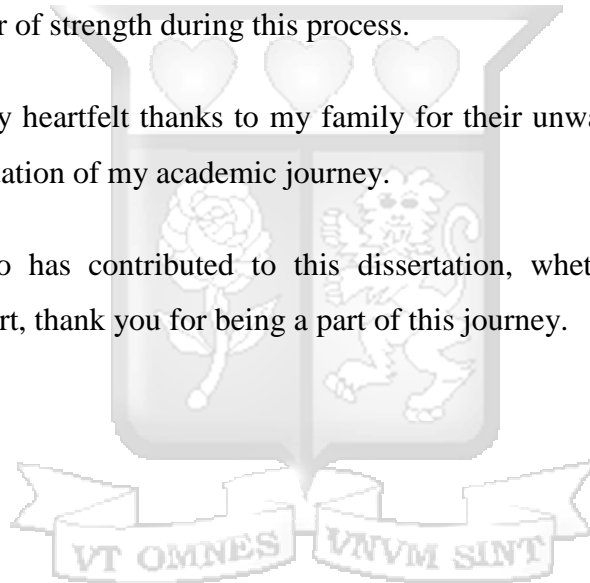 r of strength during this process.
y heartfelt thanks to my family for their unwa
uation of my academic journey.
o has contributed to this dissertation, whet
rt, thank you for being a part of this journey.
VT OMNES VNVM SINT